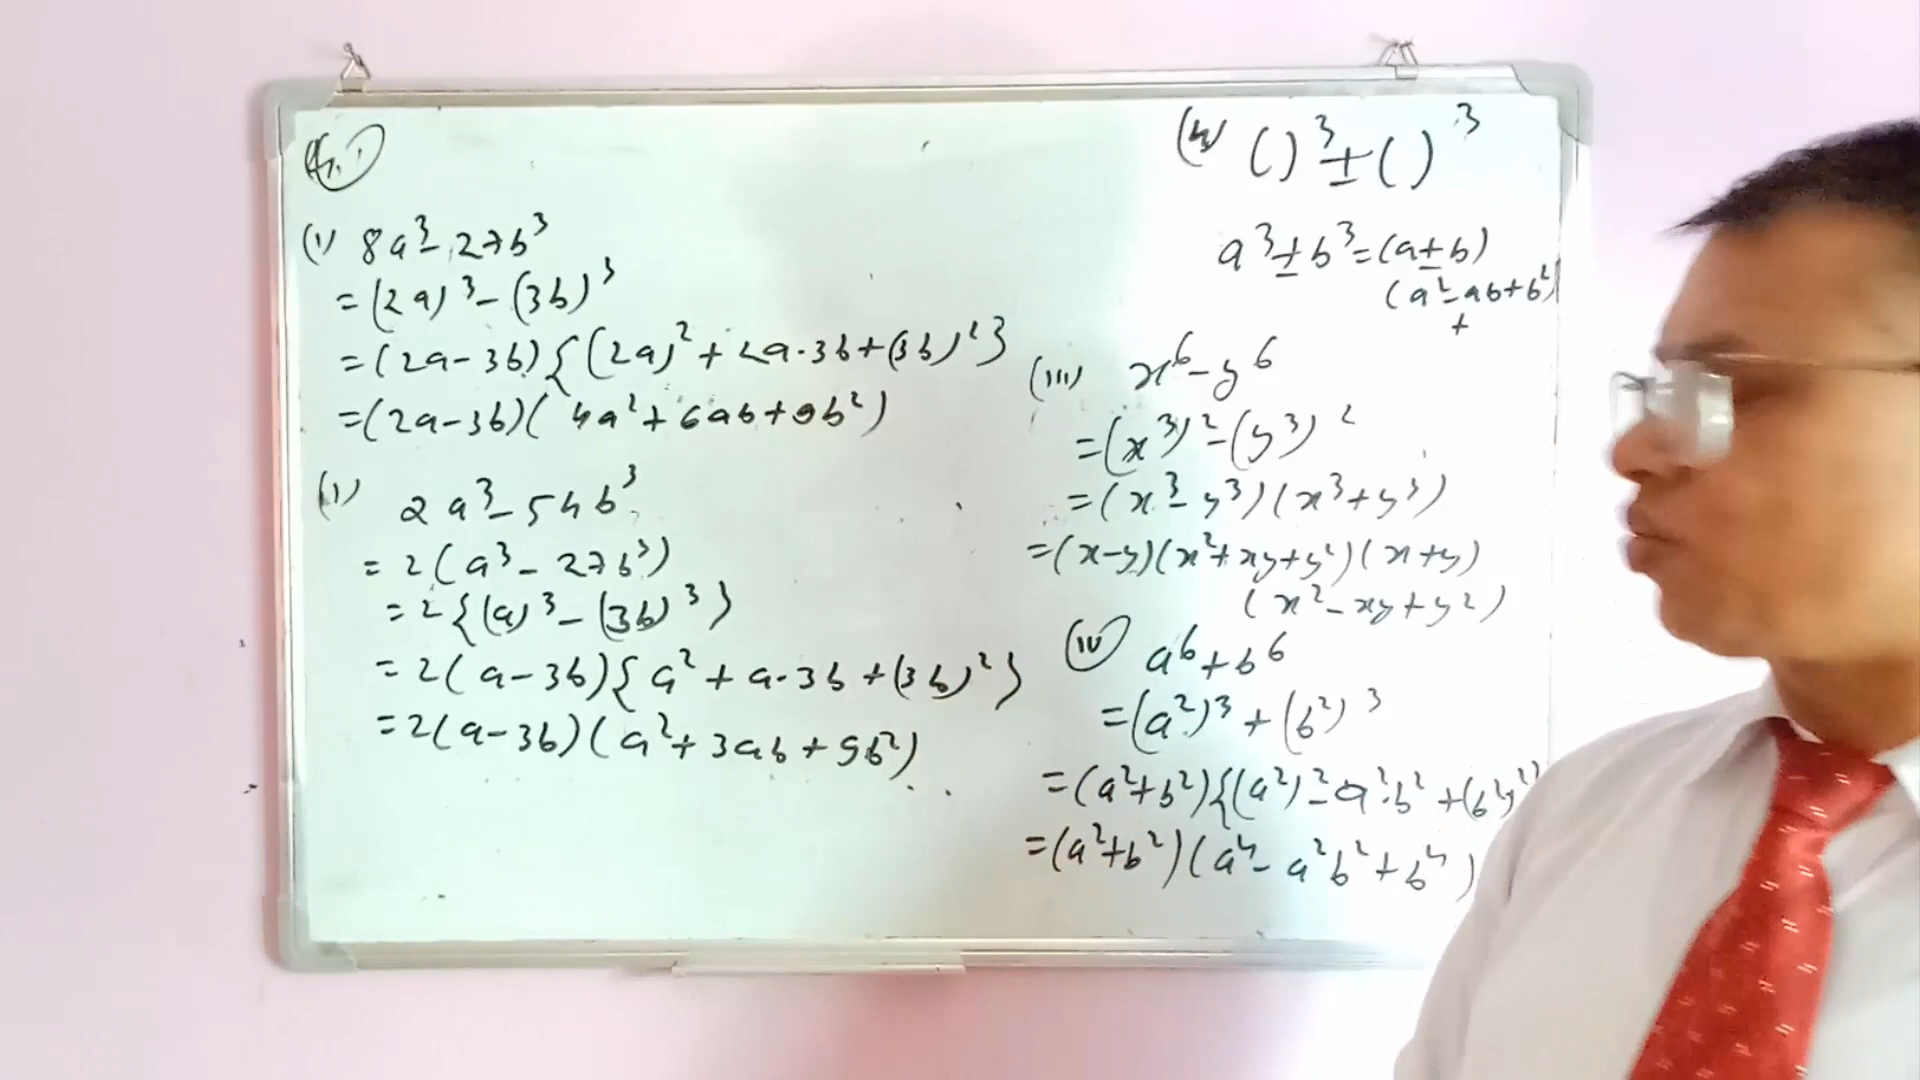 (i) 8a³ - 27b³
= (2a)³ - (3b)³
= (2a - 3b) {(2a)² + 2a·3b + (3b)²}
= (2a - 3b) (4a² + 6ab + 9b²)
(i) 2a³ - 54b³
= 2(a³ - 27b³)
= 2{(a)³ - (3b)³}
= 2(a - 3b) {a² + a·3b + (3b)²}
= 2(a - 3b) (a² + 3ab + 9b²)
( )³ ± ( )³
a³ ± b³ = (a ± b)
(a² - ab + b²)
+
(iii) x⁶ - y⁶
= (x³)² - (y³)²
= (x³ - y³) (x³ + y³)
= (x - y) (x² + xy + y²) (x + y)
(x² - xy + y²)
(iv) a⁶ + b⁶
= (a²)³ + (b²)³
= (a² + b²) {(a²)² - a²·b² + (b²)²
= (a² + b²) (a⁴ - a²b² + b⁴)